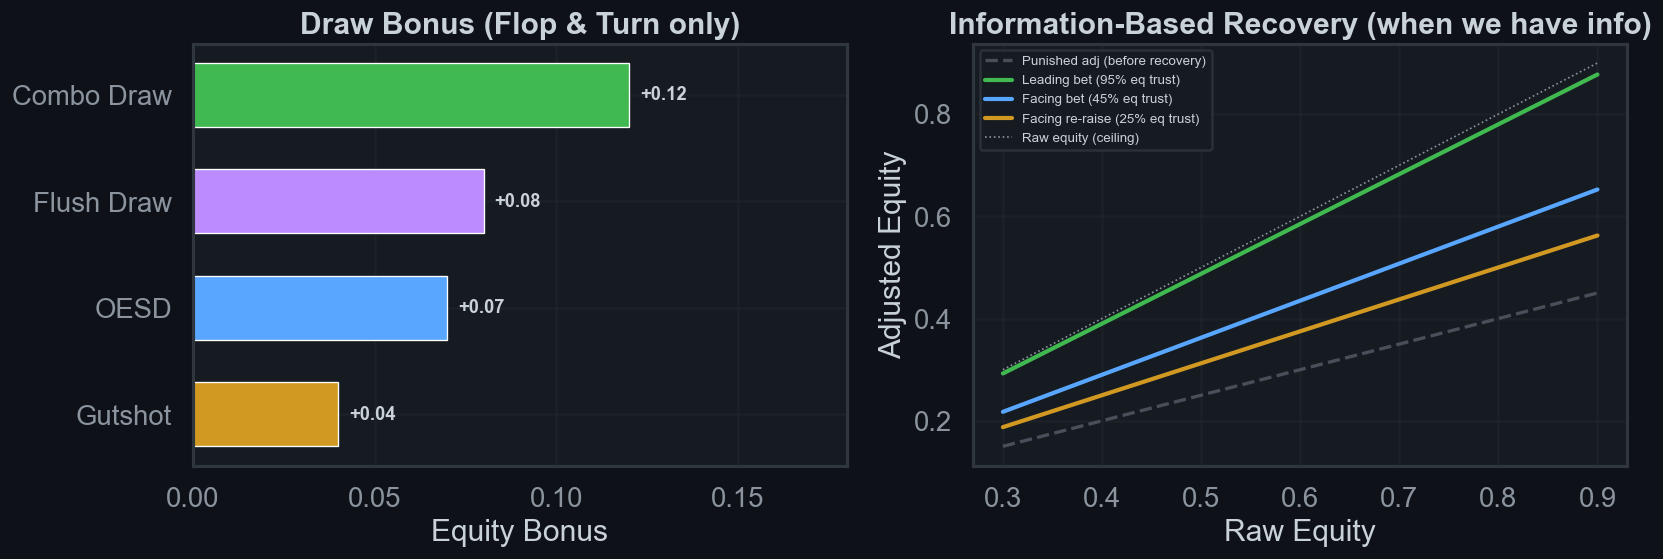 Draw Bonus (Flop & Turn only)
Combo Draw
+0.12
Flush Draw
+0.08
OESD
+0.07
Gutshot
+0.04
0.00
0.05
0.10
0.15
Equity Bonus
Information-Based Recovery (when we have info)
Punished adj (before recovery)
Leading bet (95% eq trust)
Facing bet (45% eq trust)
Facing re-raise (25% eq trust)
Raw equity (ceiling)
Adjusted Equity
0.8
0.6
0.4
0.2
0.3
0.4
0.5
0.6
0.7
0.8
0.9
Raw Equity